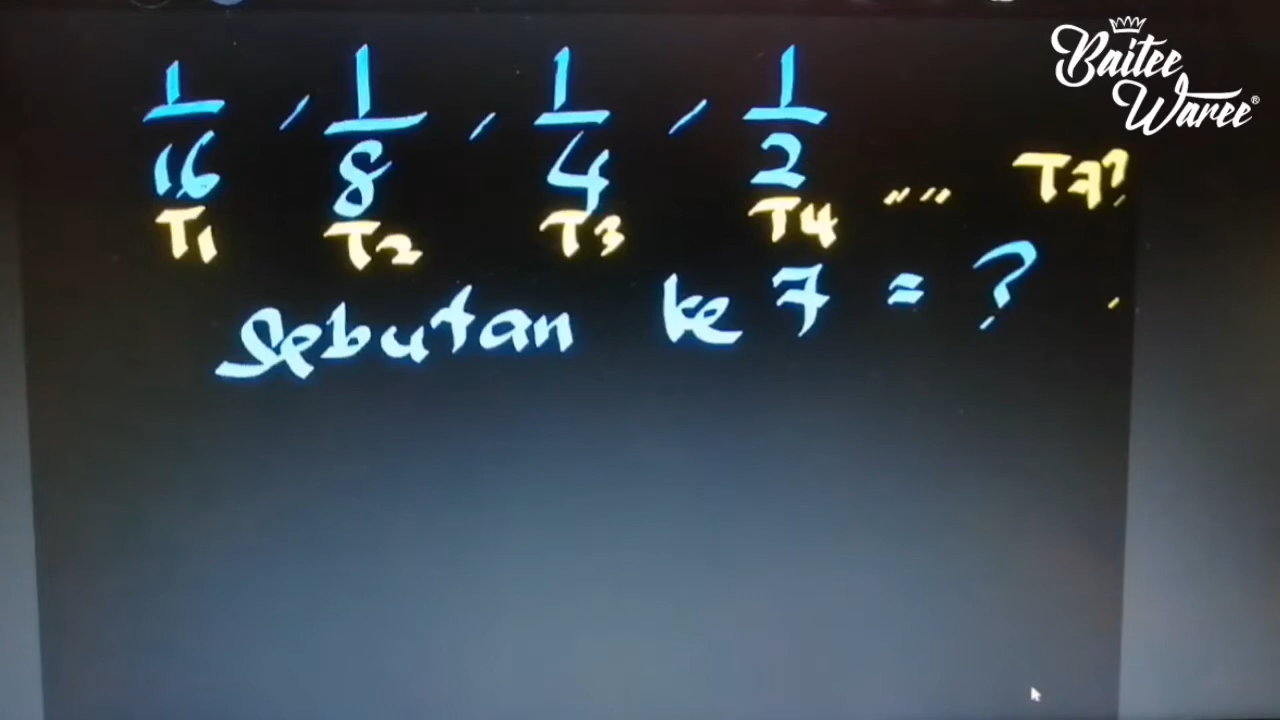 Baitee
Waree®
1/16 , 1/8 , 1/4 , 1/2
T1 T2 T3 T4 .... T7?
Sebutan ke 7 = ?